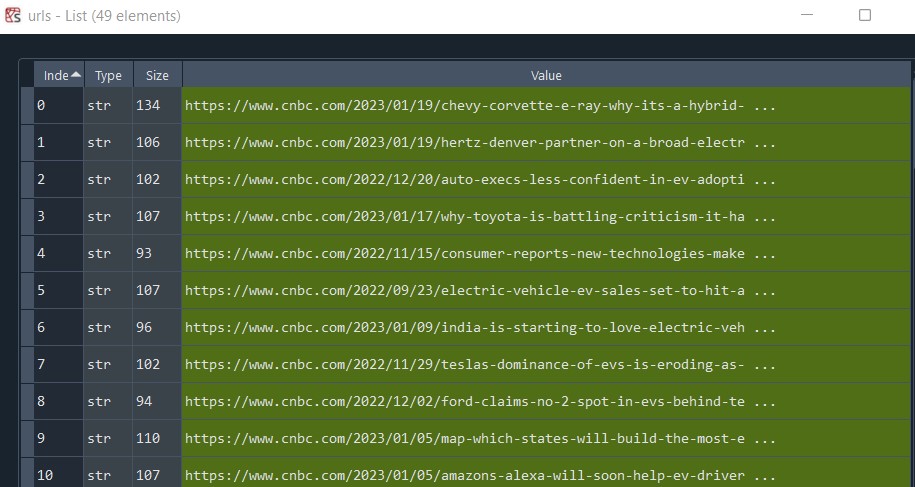 urls - List (49 elements)
Inde Type Size Value
0 str 134 https://www.cnbc.com/2023/01/19/chevy-corvette-e-ray-why-its-a-hybrid- ...
1 str 106 https://www.cnbc.com/2023/01/19/hertz-denver-partner-on-a-broad-electr ...
2 str 102 https://www.cnbc.com/2022/12/20/auto-execs-less-confident-in-ev-adopti ...
3 str 107 https://www.cnbc.com/2023/01/17/why-toyota-is-battling-criticism-it-ha ...
4 str 93 https://www.cnbc.com/2022/11/15/consumer-reports-new-technologies-make ...
5 str 107 https://www.cnbc.com/2022/09/23/electric-vehicle-ev-sales-set-to-hit-a ...
6 str 96 https://www.cnbc.com/2023/01/09/india-is-starting-to-love-electric-veh ...
7 str 102 https://www.cnbc.com/2022/11/29/teslas-dominance-of-evs-is-eroding-as- ...
8 str 94 https://www.cnbc.com/2022/12/02/ford-claims-no-2-spot-in-evs-behind-te ...
9 str 110 https://www.cnbc.com/2023/01/05/map-which-states-will-build-the-most-e ...
10 str 107 https://www.cnbc.com/2023/01/05/amazons-alexa-will-soon-help-ev-driver ...